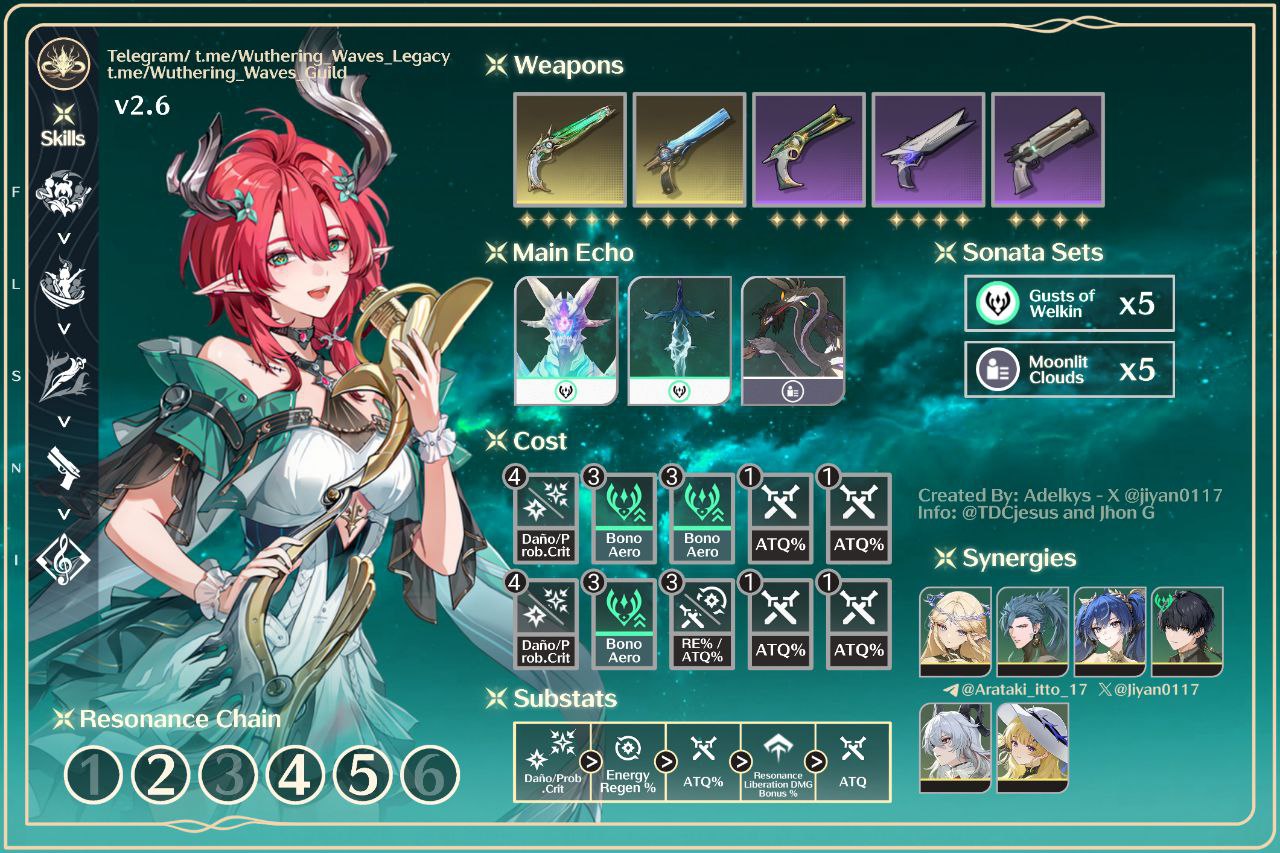 Telegram/ t.me/Wuthering_Waves_Legacy
t.me/Wuthering_Waves_Guild
v2.6
Skills
F
L
S
N
I
Weapons
Main Echo
Sonata Sets
Gusts of
Welkin
x5
Moonlit
Clouds
x5
Cost
4
3
3
1
1
Daño/P
rob.Crit
Bono
Aero
Bono
Aero
ATQ%
ATQ%
4
3
3
1
1
Daño/P
rob.Crit
Bono
Aero
RE% /
ATQ%
ATQ%
ATQ%
Created By: Adelkys - X @jiyan0117
Info: @TDCjesus and Jhon G
Synergies
@Arataki_itto_17 X@Jiyan0117
Substats
Daño/Prob
.Crit
>
Energy
Regen %
>
ATQ%
>
Resonance
Liberation DMG
Bonus %
>
ATQ
Resonance Chain
1 2 3 4 5 6